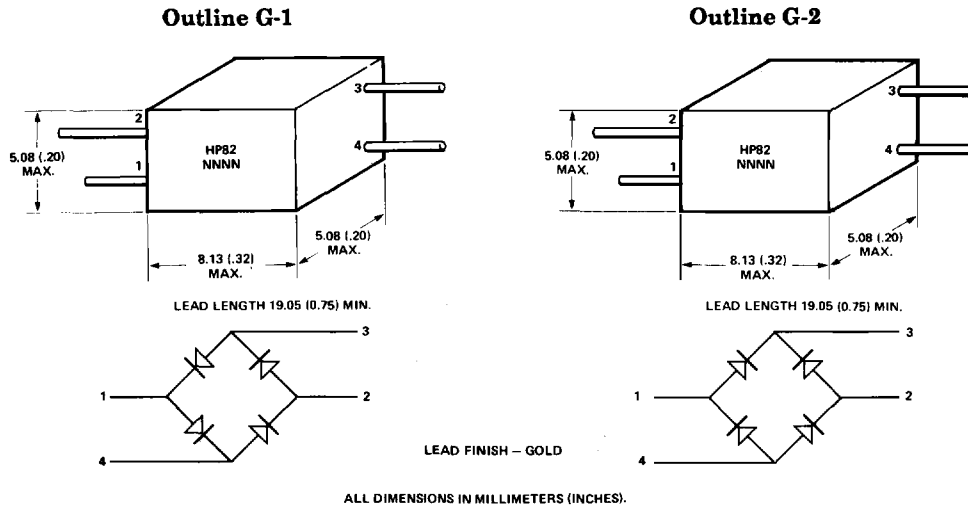 Outline G-1
Outline G-2
2
1
3
4
HP82
NNNN
5.08 (.20)
MAX.
5.08 (.20)
MAX.
8.13 (.32)
MAX.
2
1
3
4
HP82
NNNN
5.08 (.20)
MAX.
5.08 (.20)
MAX.
8.13 (.32)
MAX.
LEAD LENGTH 19.05 (0.75) MIN.
LEAD LENGTH 19.05 (0.75) MIN.
3
1
2
4
3
1
2
4
LEAD FINISH – GOLD
ALL DIMENSIONS IN MILLIMETERS (INCHES).